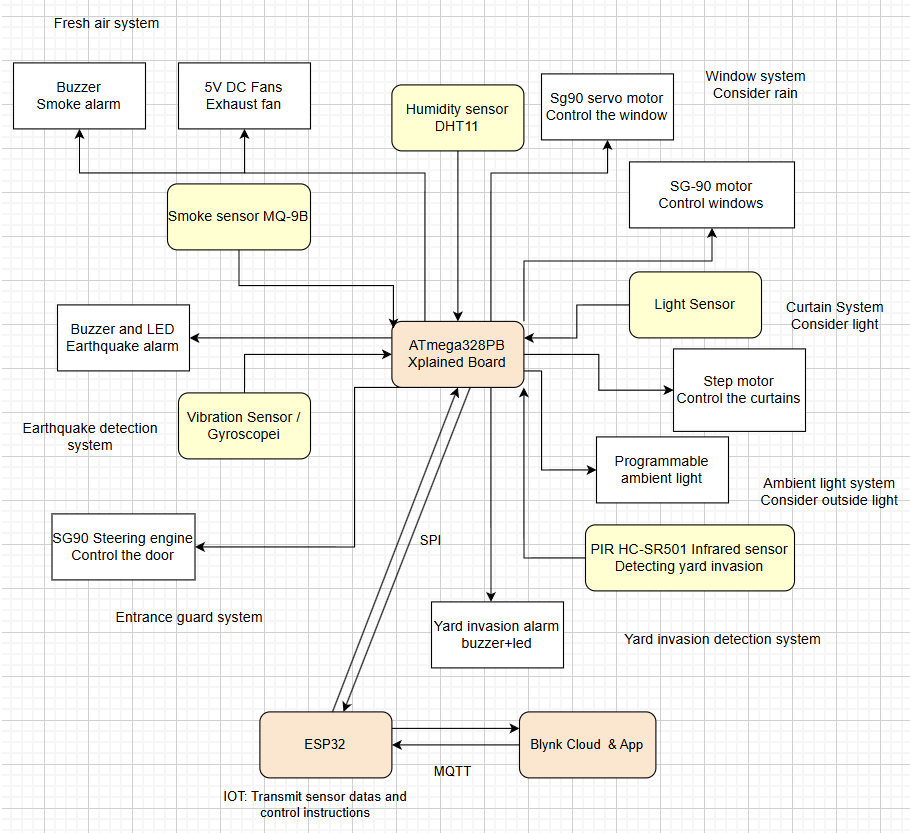 Fresh air system
Buzzer
Smoke alarm
5V DC Fans
Exhaust fan
Humidity sensor
DHT11
Sg90 servo motor
Control the window
Window system
Consider rain
SG-90 motor
Control windows
Smoke sensor MQ-9B
Light Sensor
Curtain System
Consider light
Buzzer and LED
Earthquake alarm
ATmega328PB
Xplained Board
Step motor
Control the curtains
Vibration Sensor /
Gyroscopei
Earthquake detection
system
Programmable
ambient light
Ambient light system
Consider outside light
SG90 Steering engine
Control the door
SPI
PIR HC-SR501 Infrared sensor
Detecting yard invasion
Entrance guard system
Yard invasion alarm
buzzer+led
Yard invasion detection system
ESP32
Blynk Cloud & App
MQTT
IOT: Transmit sensor datas and
control instructions